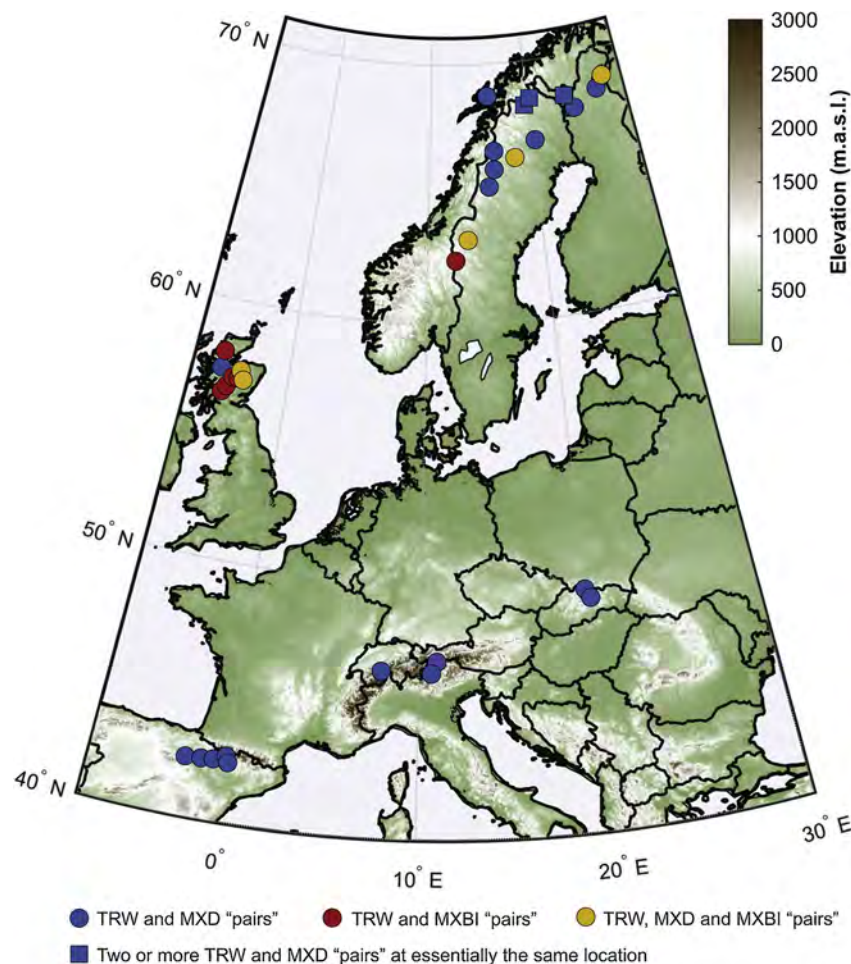 70° N
60° N
50° N
40° N
0°
10° E
20° E
30° E
3000
2500
2000
1500
1000
500
0
Elevation (m.a.s.l.)
TRW and MXD “pairs”
TRW and MXBI “pairs”
TRW, MXD and MXBI “pairs”
Two or more TRW and MXD “pairs” at essentially the same location